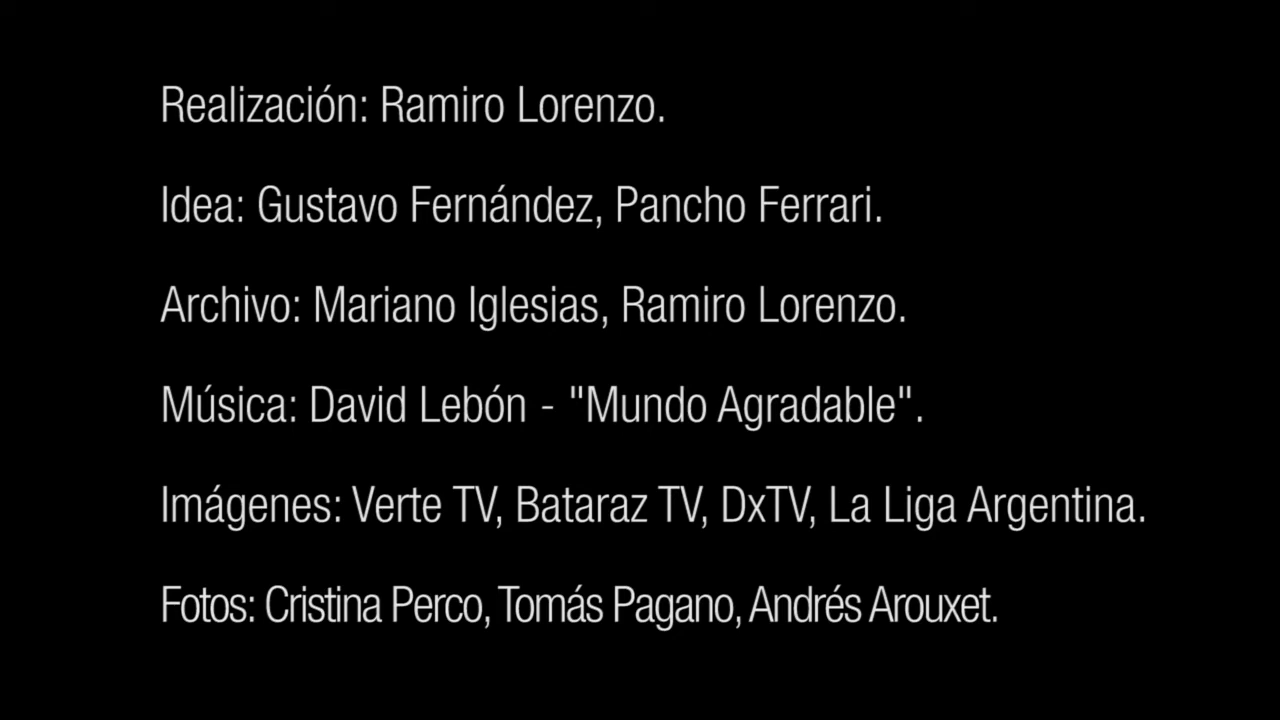 Realización: Ramiro Lorenzo.
Idea: Gustavo Fernández, Pancho Ferrari.
Archivo: Mariano Iglesias, Ramiro Lorenzo.
Música: David Lebón - "Mundo Agradable".
Imágenes: Verte TV, Bataraz TV, DxTV, La Liga Argentina.
Fotos: Cristina Perco, Tomás Pagano, Andrés Arouxet.